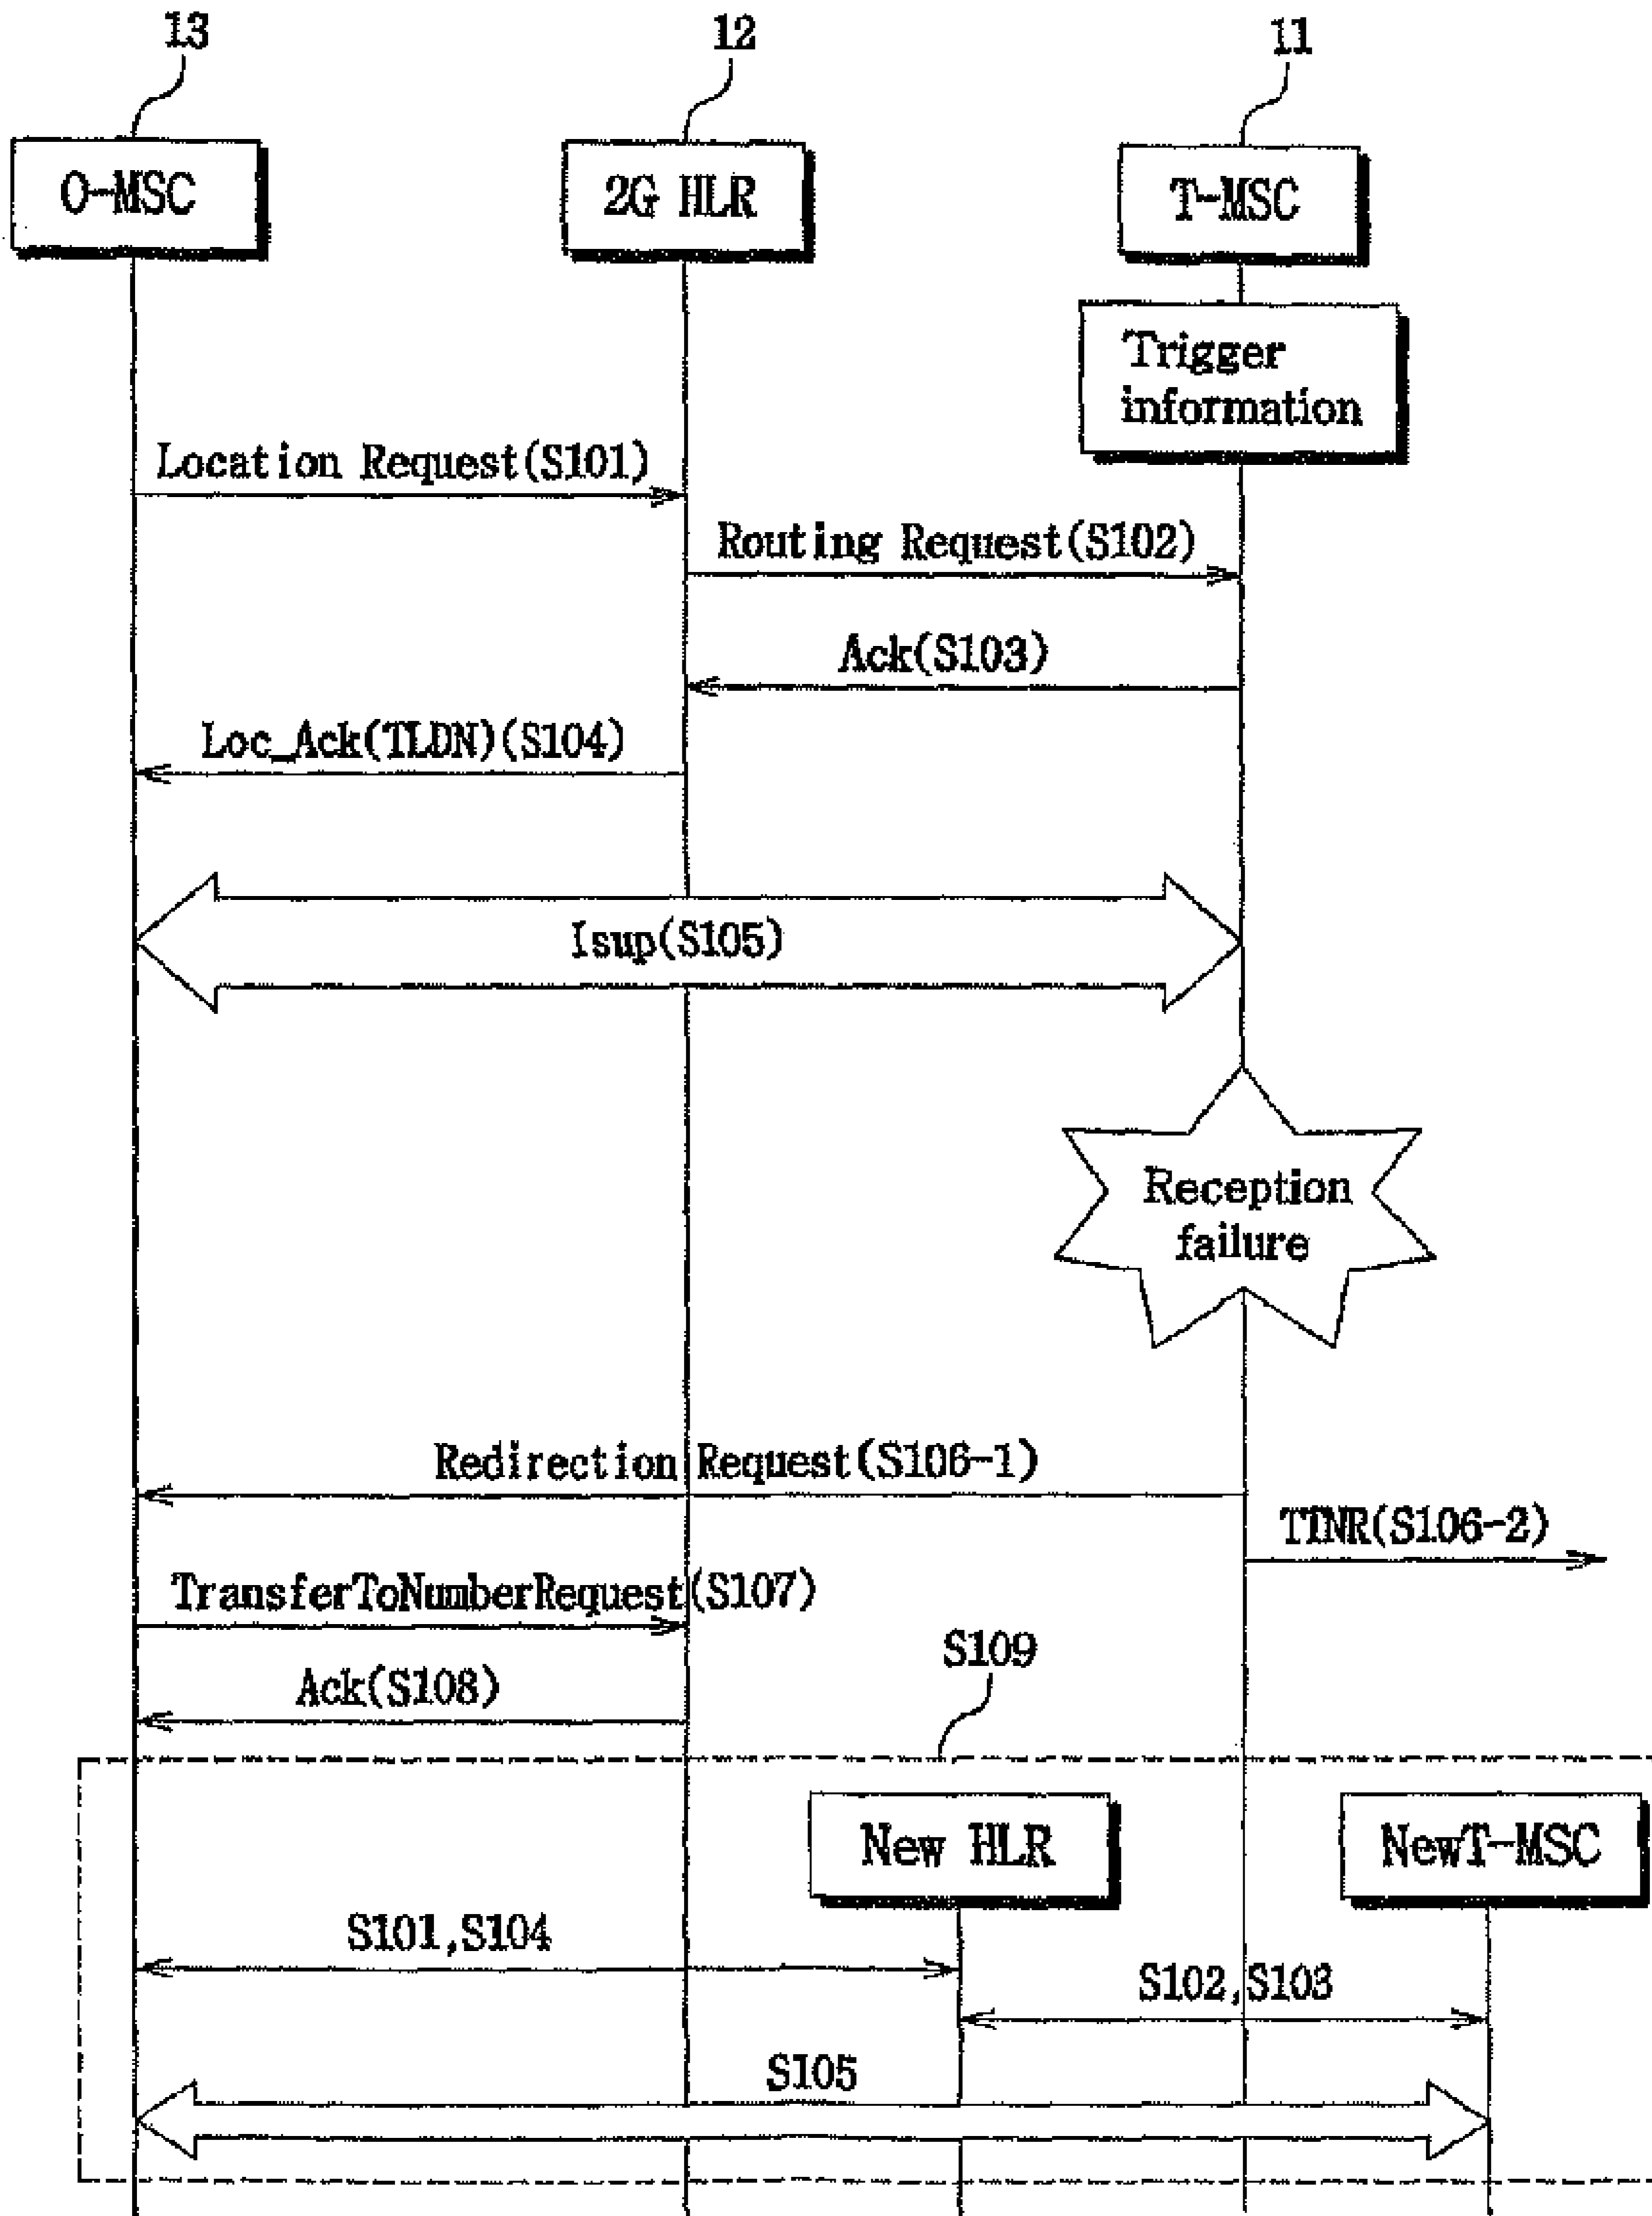 13
12
11
O-MSC
2G HLR
T-MSC
Trigger
information
Location Request(S101)
Routing Request(S102)
Ack(S103)
Loc_Ack(TLDN)(S104)
Isup(S105)
Reception
failure
Redirection Request(S106-1)
TINR(S106-2)
TransferToNumberRequest(S107)
S109
Ack(S108)
New HLR
NewT-MSC
S101,S104
S102,S103
S105